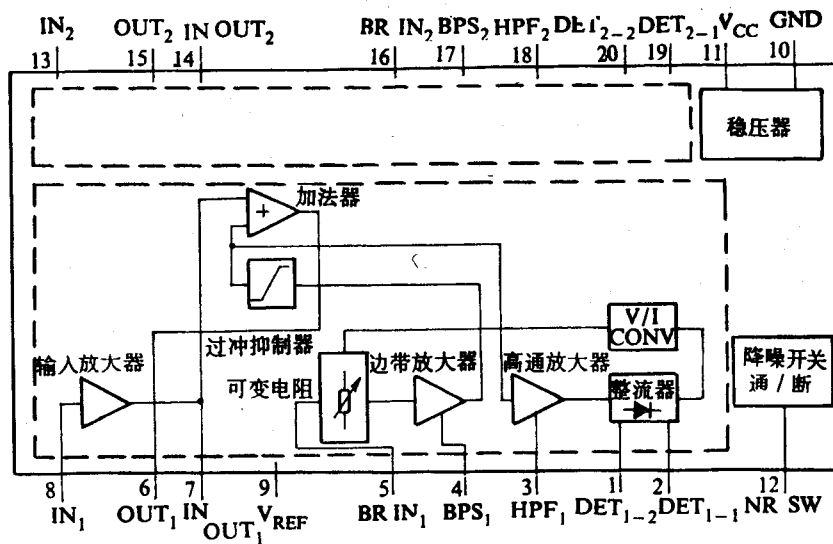 IN₂ OUT₂ IN OUT₂ BR IN₂ BPS₂ HPF₂ DET₂₋₂ DET₂₋₁ V_CC GND
13 15 14 16 17 18 20 19 11 10
稳压器
加法器
+
过冲抑制器
V/I
CONV
输入放大器
可变电阻
边带放大器
高通放大器
整流器
降噪开关
通/断
8 6 7 9 5 4 3 1 2 12
IN₁ OUT₁ IN V_REF BR IN₁ BPS₁ HPF₁ DET₁₋₂ DET₁₋₁ NR SW
OUT₁